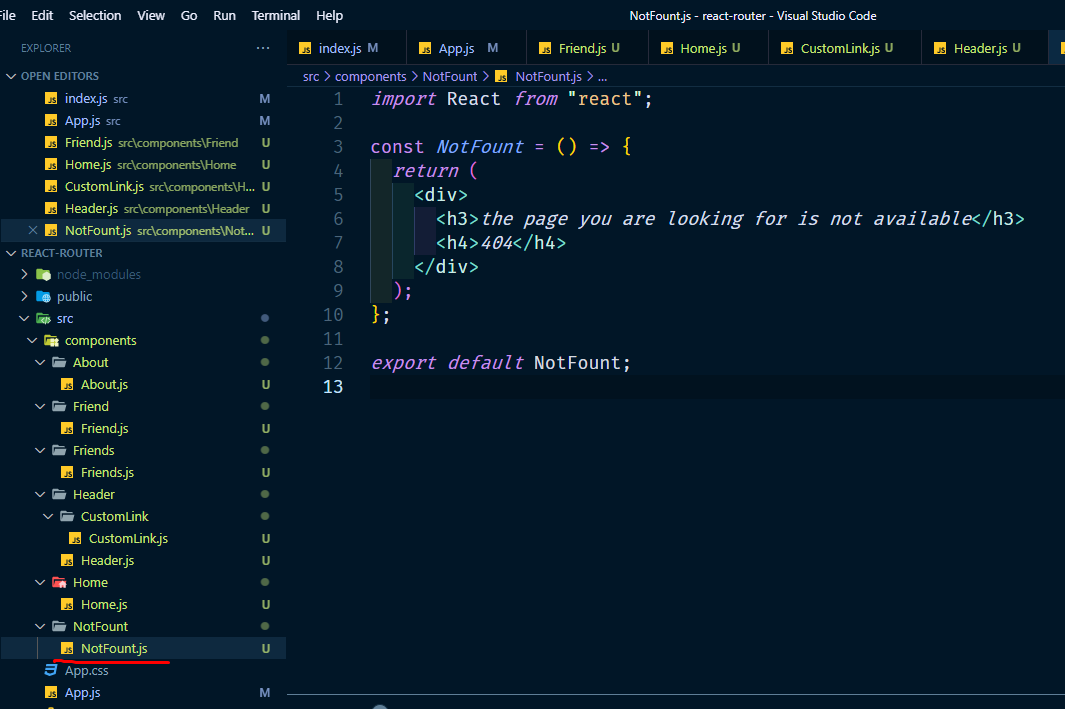 File Edit Selection View Go Run Terminal Help NotFount.js - react-router - Visual Studio Code
EXPLORER ...
index.js M App.js M Friend.js U Home.js U CustomLink.js U Header.js U
OPEN EDITORS
src > components > NotFount > NotFount.js > ...
index.js src M
App.js src M
Friend.js src\components\Friend U
Home.js src\components\Home U
CustomLink.js src\components\H... U
Header.js src\components\Header U
NotFount.js src\components\Not... U
REACT-ROUTER
node_modules
public
src
components
About
About.js U
Friend
Friend.js U
Friends
Friends.js U
Header
CustomLink
CustomLink.js U
Header.js U
Home
Home.js U
NotFount
NotFount.js U
App.css
App.js M
1 import React from "react";
2
3 const NotFount = () => {
4 return (
5 <div>
6 <h3>the page you are looking for is not available</h3>
7 <h4>404</h4>
8 </div>
9 );
10 };
11
12 export default NotFount;
13